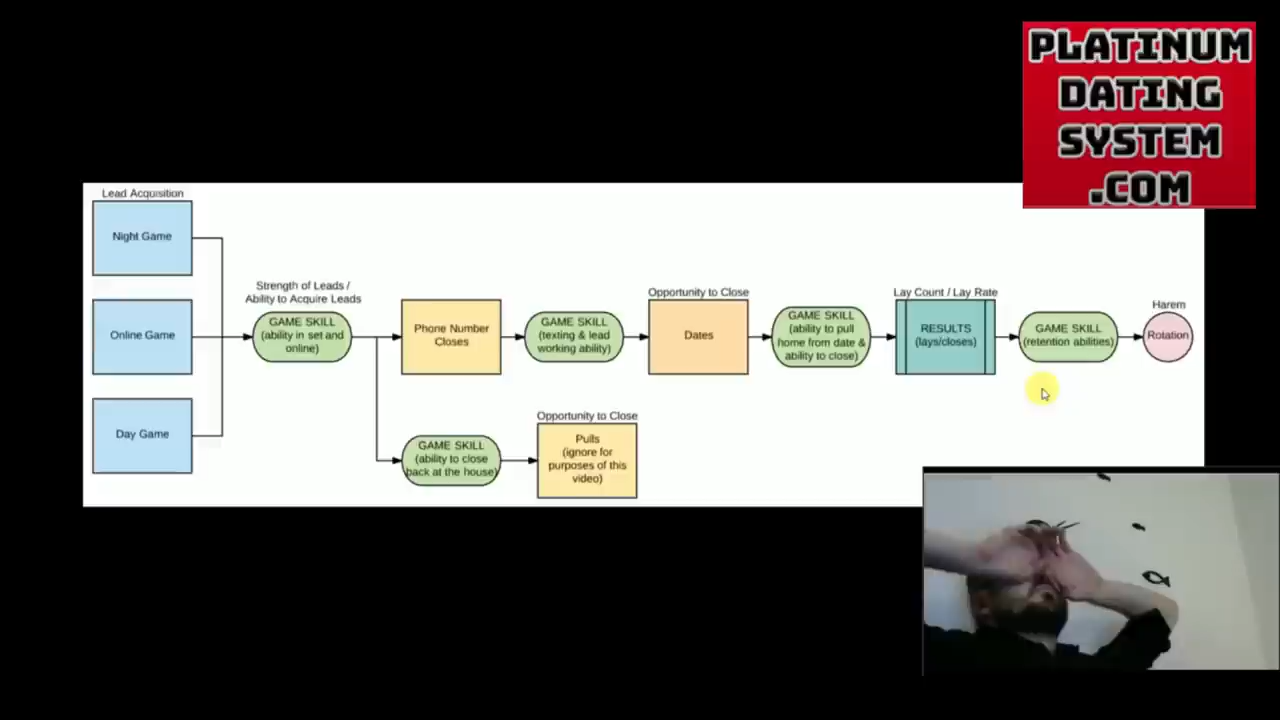 PLATINUM
DATING
SYSTEM
.COM
Lead Acquisition
Night Game
Online Game
Day Game
Strength of Leads /
Ability to Acquire Leads
GAME SKILL
(ability in set and
online)
Phone Number
Closes
GAME SKILL
(texting & lead
working ability)
Opportunity to Close
Dates
GAME SKILL
(ability to pull
home from date &
ability to close)
Lay Count / Lay Rate
RESULTS
(lays/closes)
GAME SKILL
(retention abilities)
Harem
Rotation
GAME SKILL
(ability to close
back at the house)
Opportunity to Close
Pulls
(ignore for
purposes of this
video)